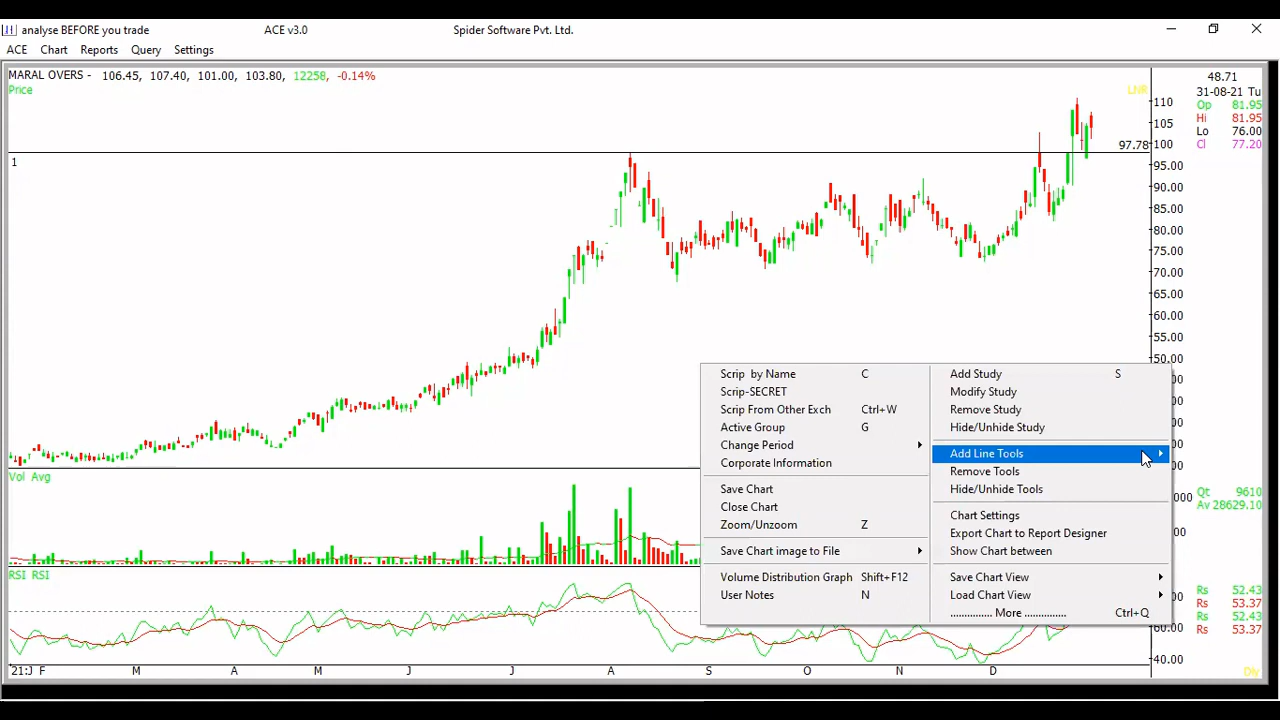 analyse BEFORE you trade ACE v3.0 Spider Software Pvt. Ltd.
ACE Chart Reports Query Settings
MARAL OVERS - 106.45, 107.40, 101.00, 103.80, 12258, -0.14%
Price
LNR
48.71
31-08-21 Tu
Op 81.95
Hi 81.95
Lo 76.00
Cl 77.20
110
105
97.78
100
1
95.00
90.00
85.00
80.00
75.00
70.00
65.00
60.00
55.00
50.00
Scrip by Name C
Scrip-SECRET
Scrip From Other Exch Ctrl+W
Active Group G
Change Period
Corporate Information
Save Chart
Close Chart
Zoom/Unzoom Z
Save Chart image to File
Volume Distribution Graph Shift+F12
User Notes N
Add Study S
Modify Study
Remove Study
Hide/Unhide Study
Add Line Tools
Remove Tools
Hide/Unhide Tools
Chart Settings
Export Chart to Report Designer
Show Chart between
Save Chart View
Load Chart View
.............. More .............. Ctrl+Q
Vol Avg
Qt 9610
Av 28629.10
RSI RSI
Rs 52.43
Rs 53.37
Rs 52.43
Rs 53.37
60.00
40.00
21:J F M A M J J A S O N D
Dly